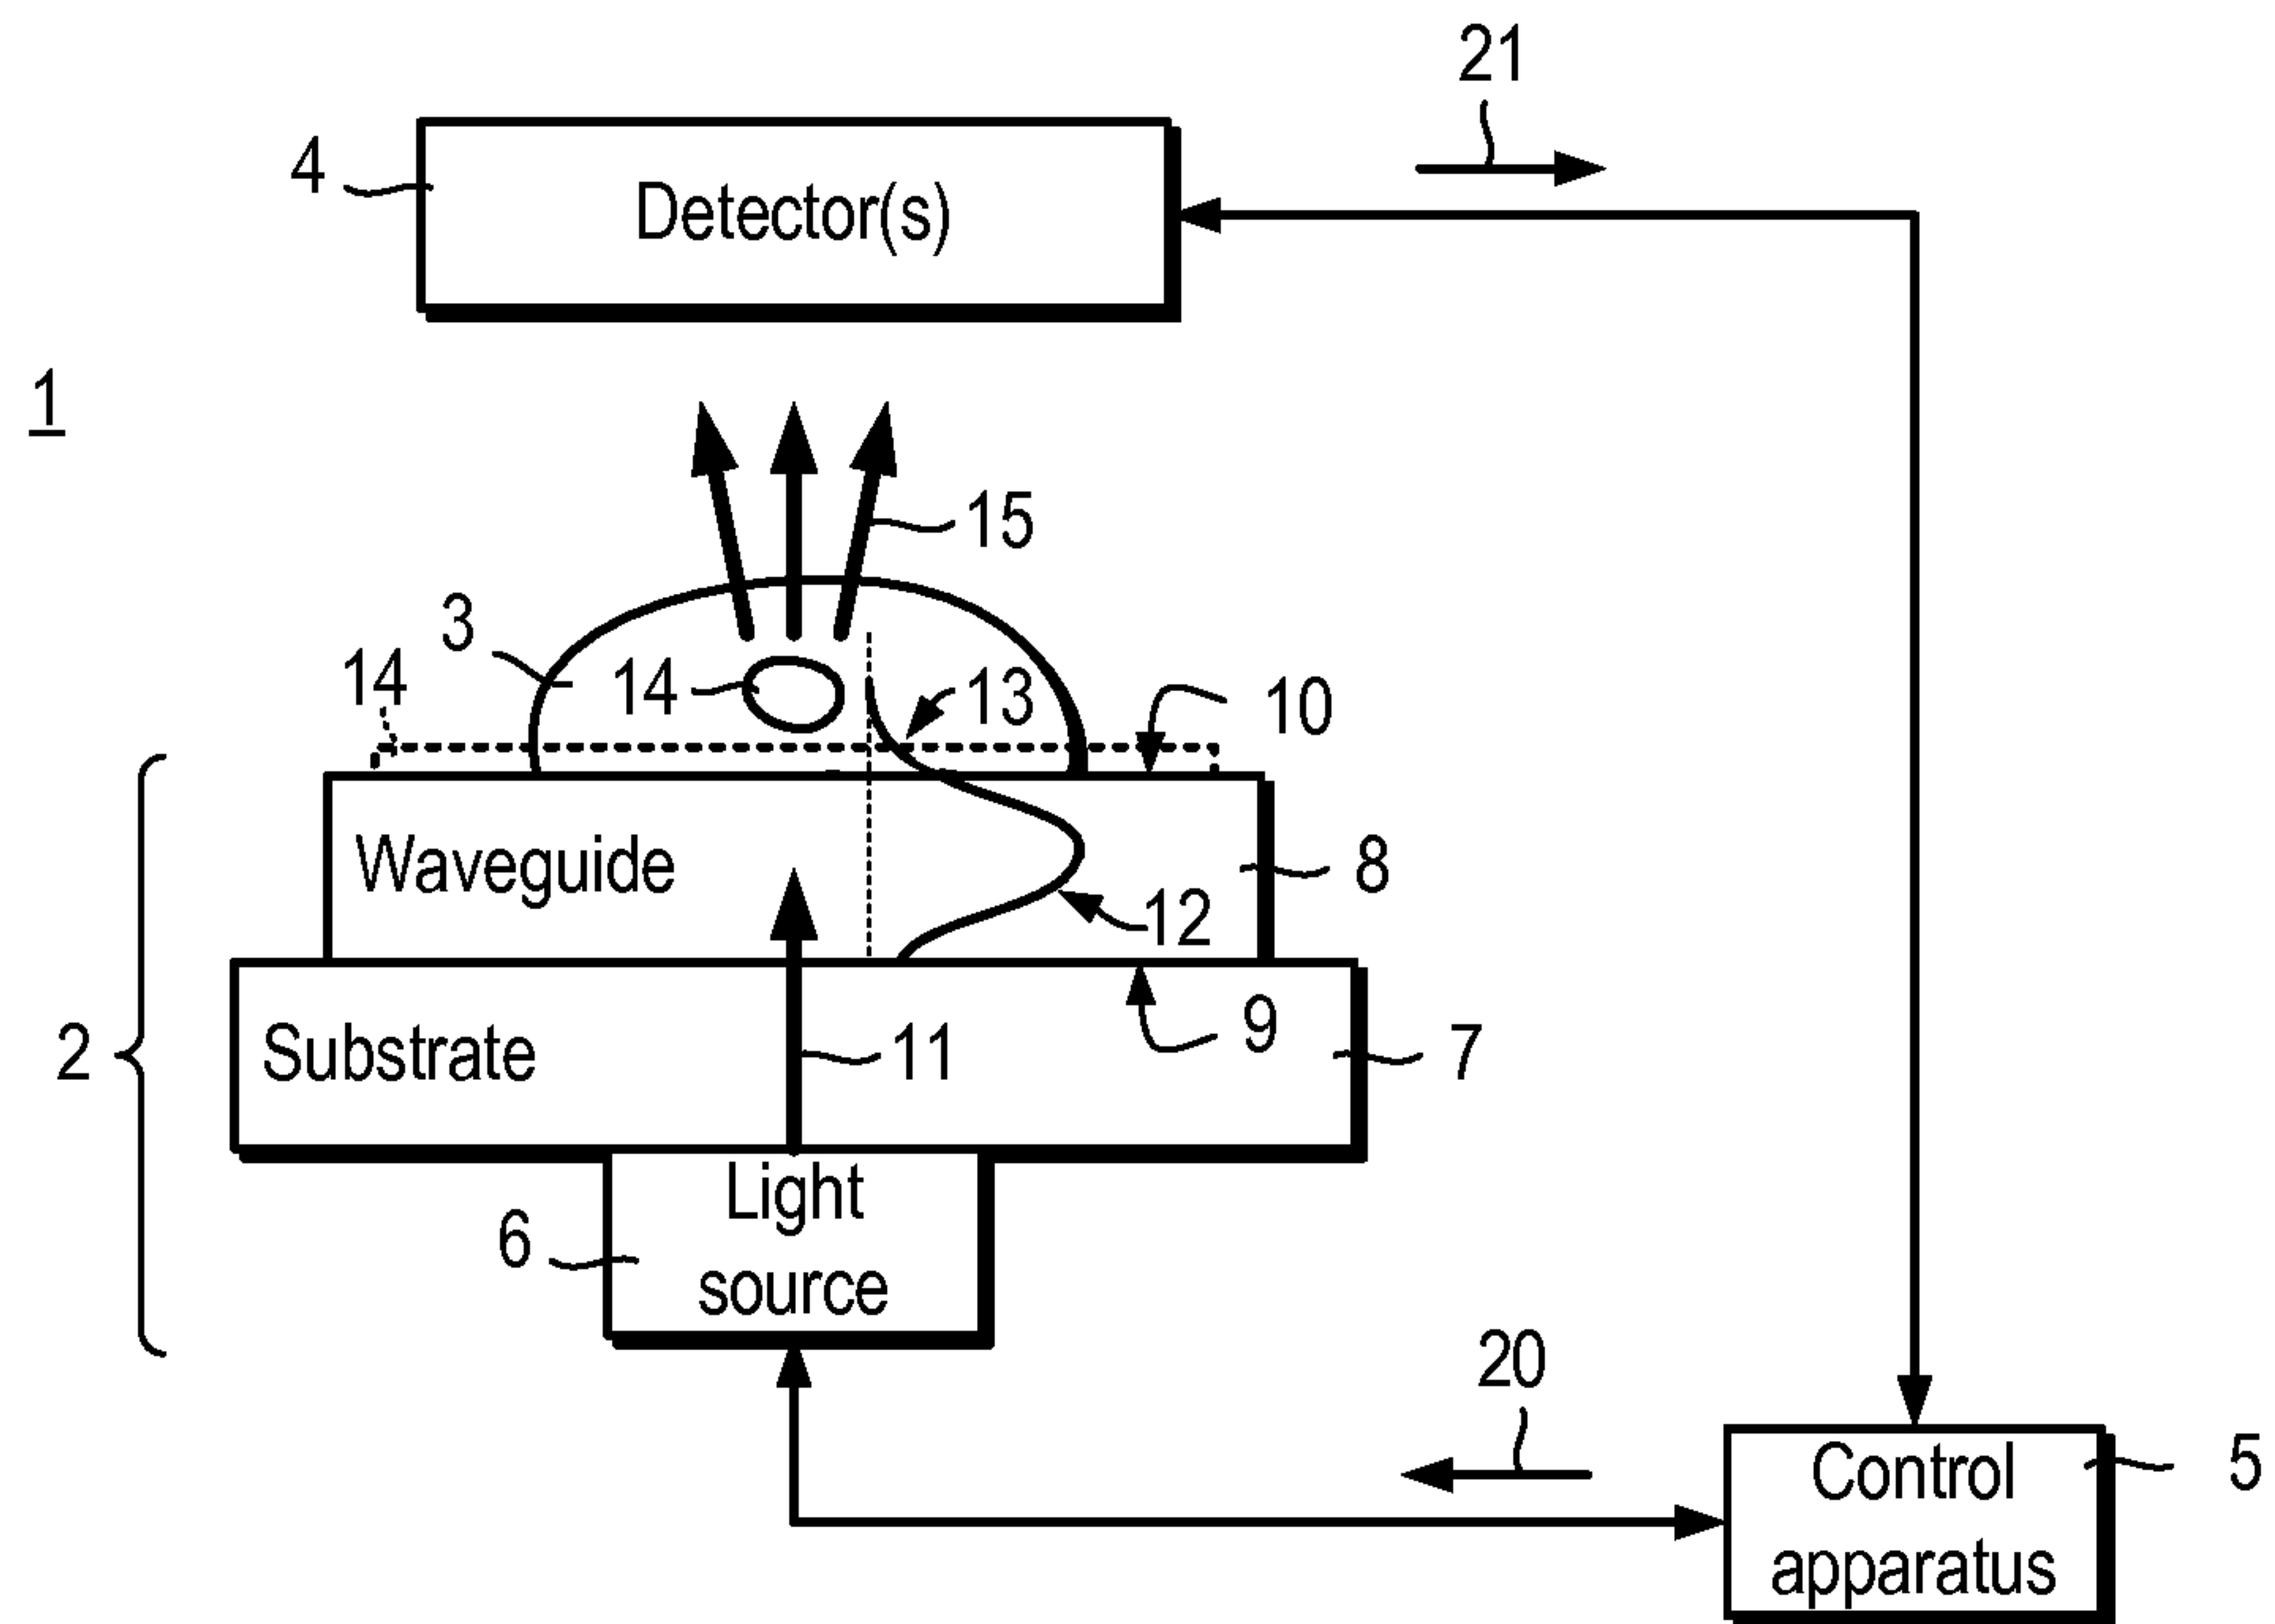 21
4
Detector(s)
1
15
3
14
14
13
10
Waveguide
8
12
2
Substrate
11
9
7
Light
source
6
20
Control
apparatus
5